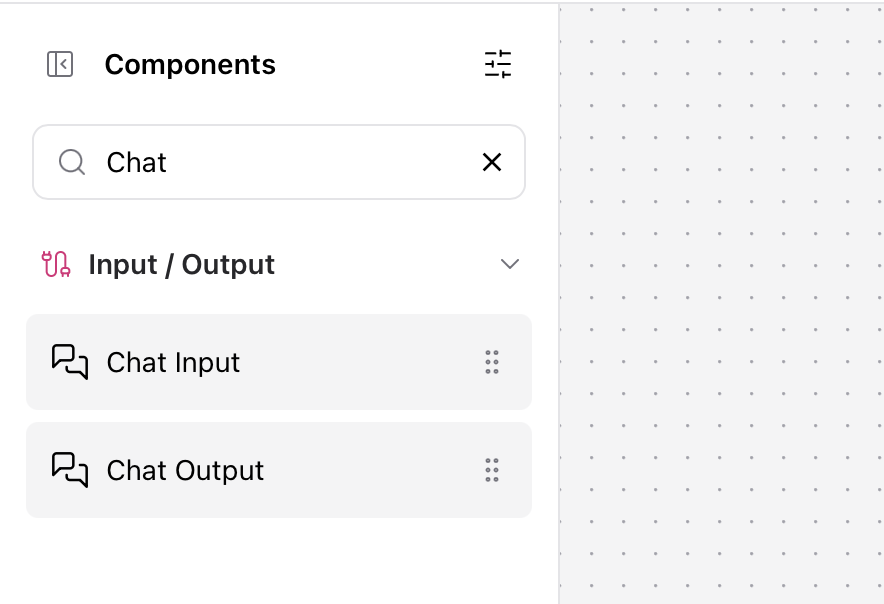 Components
Chat
Input / Output
Chat Input
Chat Output